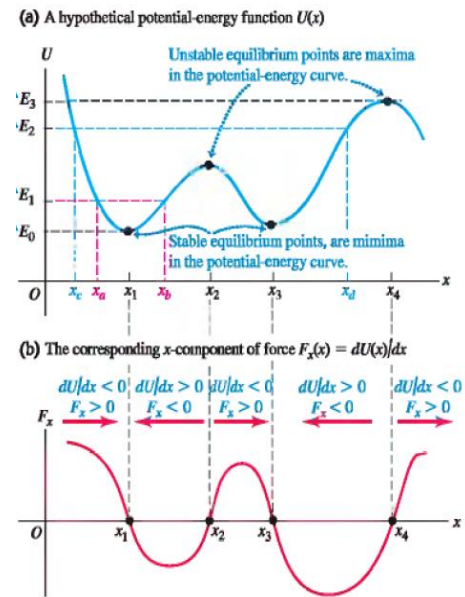 (a) A hypothetical potential-energy function U(x)
U
Unstable equilibrium points are maxima
in the potential-energy curve.
E3
E2
E1
E0
Stable equilibrium points, are mimima
in the potential-energy curve.
O xc xa x1 xb x2 x3 xd x4 x
(b) The corresponding x-component of force Fx(x) = dU(x)/dx
dU/dx < 0 dU/dx > 0 dU/dx < 0 dU/dx > 0 dU/dx < 0
Fx > 0 Fx < 0 Fx > 0 Fx < 0 Fx > 0
Fx
O x1 x2 x3 x4 x